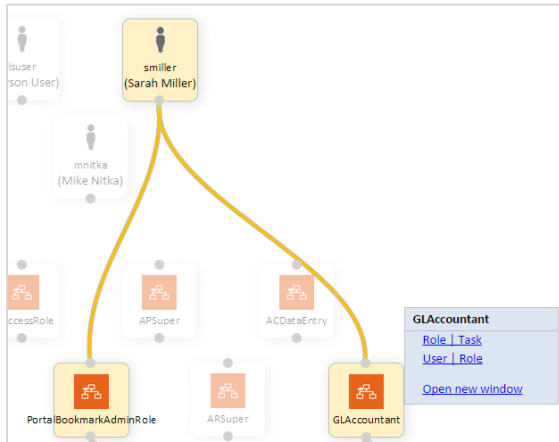 lsuser
smiller
rson User)
(Sarah Miller)
mnitka
(Mike Nitka)
ccessRole
APSuper
ACDataEntry
GLAccountant
Role | Task
User | Role
Open new window
PortalBookmarkAdminRole
ARSuper
GLAccountant